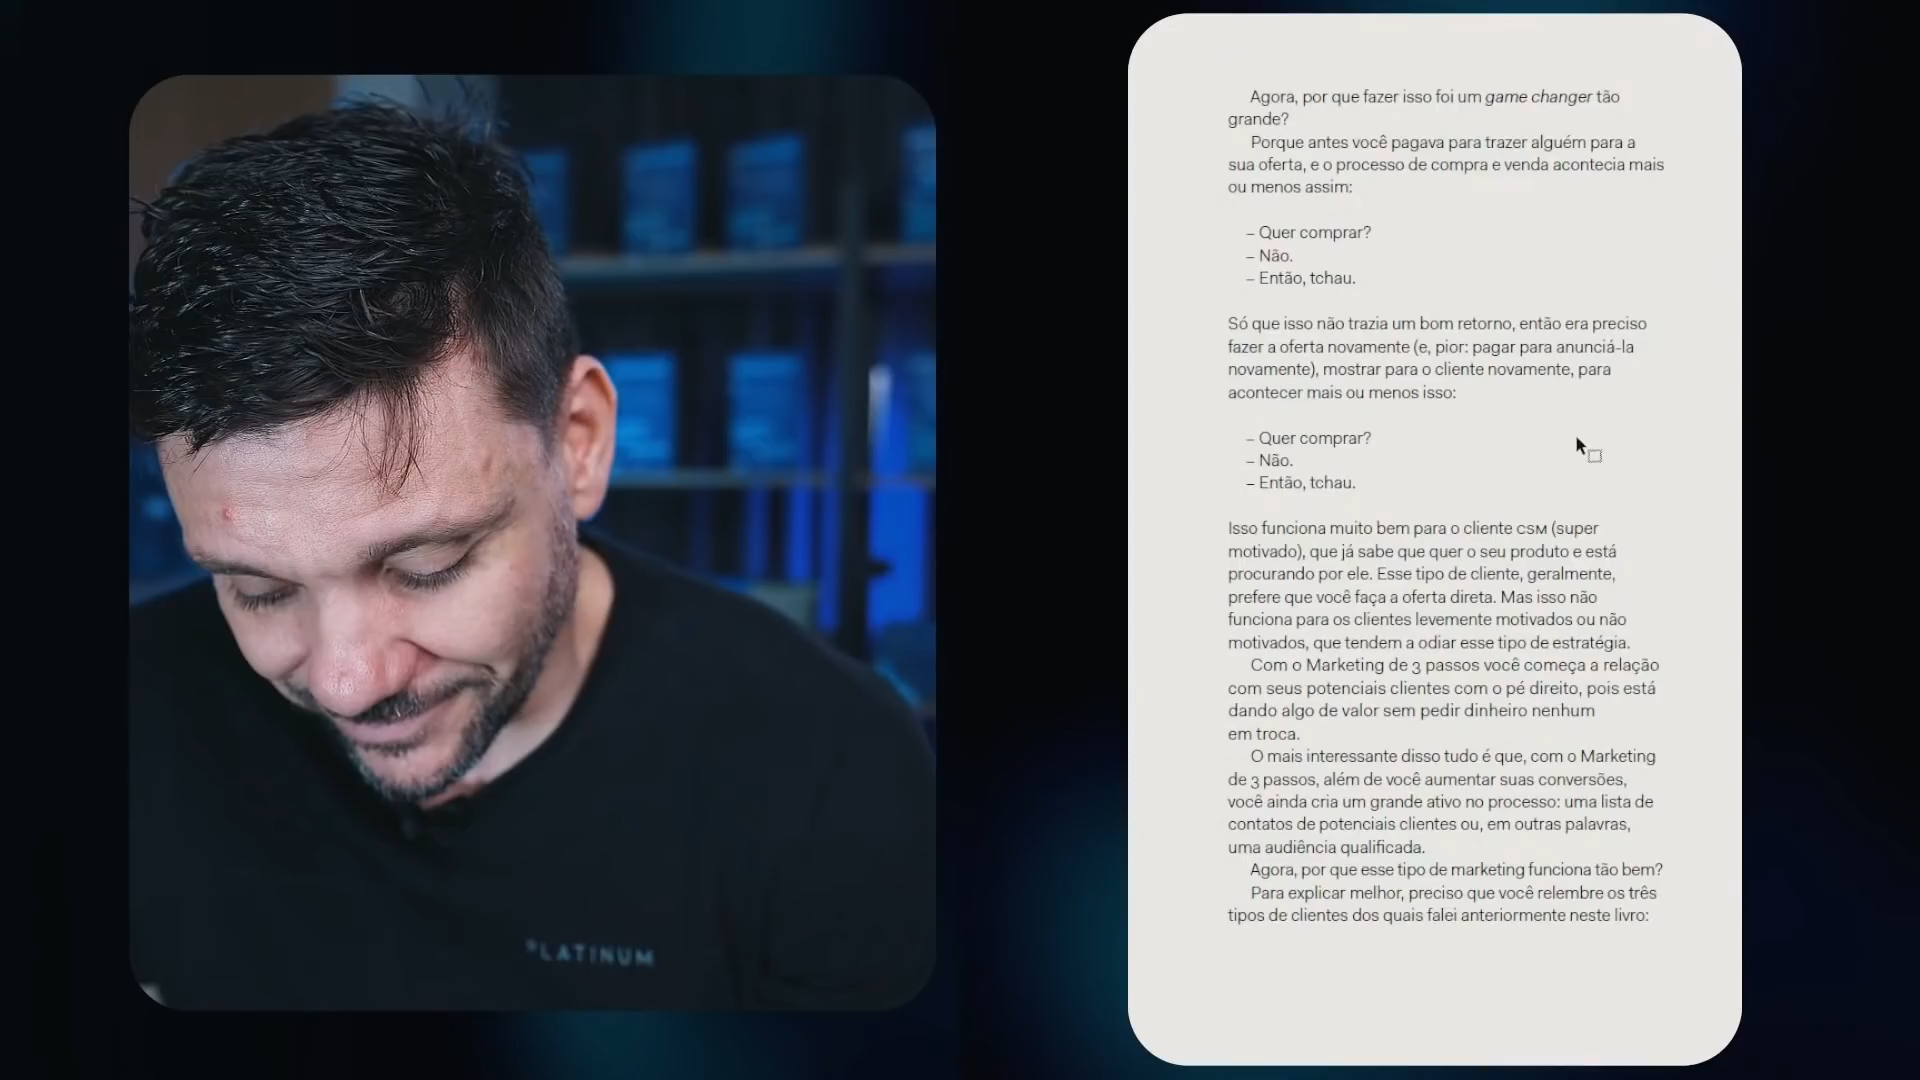 Agora, por que fazer isso foi um game changer tão
grande?
Porque antes você pagava para trazer alguém para a
sua oferta, e o processo de compra e venda acontecia mais
ou menos assim:
– Quer comprar?
– Não.
– Então, tchau.
Só que isso não trazia um bom retorno, então era preciso
fazer a oferta novamente (e, pior: pagar para anunciá-la
novamente), mostrar para o cliente novamente, para
acontecer mais ou menos isso:
– Quer comprar?
– Não.
– Então, tchau.
Isso funciona muito bem para o cliente CSM (super
motivado), que já sabe que quer o seu produto e está
procurando por ele. Esse tipo de cliente, geralmente,
prefere que você faça a oferta direta. Mas isso não
funciona para os clientes levemente motivados ou não
motivados, que tendem a odiar esse tipo de estratégia.
Com o Marketing de 3 passos você começa a relação
com seus potenciais clientes com o pé direito, pois está
dando algo de valor sem pedir dinheiro nenhum
em troca.
O mais interessante disso tudo é que, com o Marketing
de 3 passos, além de você aumentar suas conversões,
você ainda cria um grande ativo no processo: uma lista de
contatos de potenciais clientes ou, em outras palavras,
uma audiência qualificada.
Agora, por que esse tipo de marketing funciona tão bem?
Para explicar melhor, preciso que você relembre os três
tipos de clientes dos quais falei anteriormente neste livro:
PLATINUM